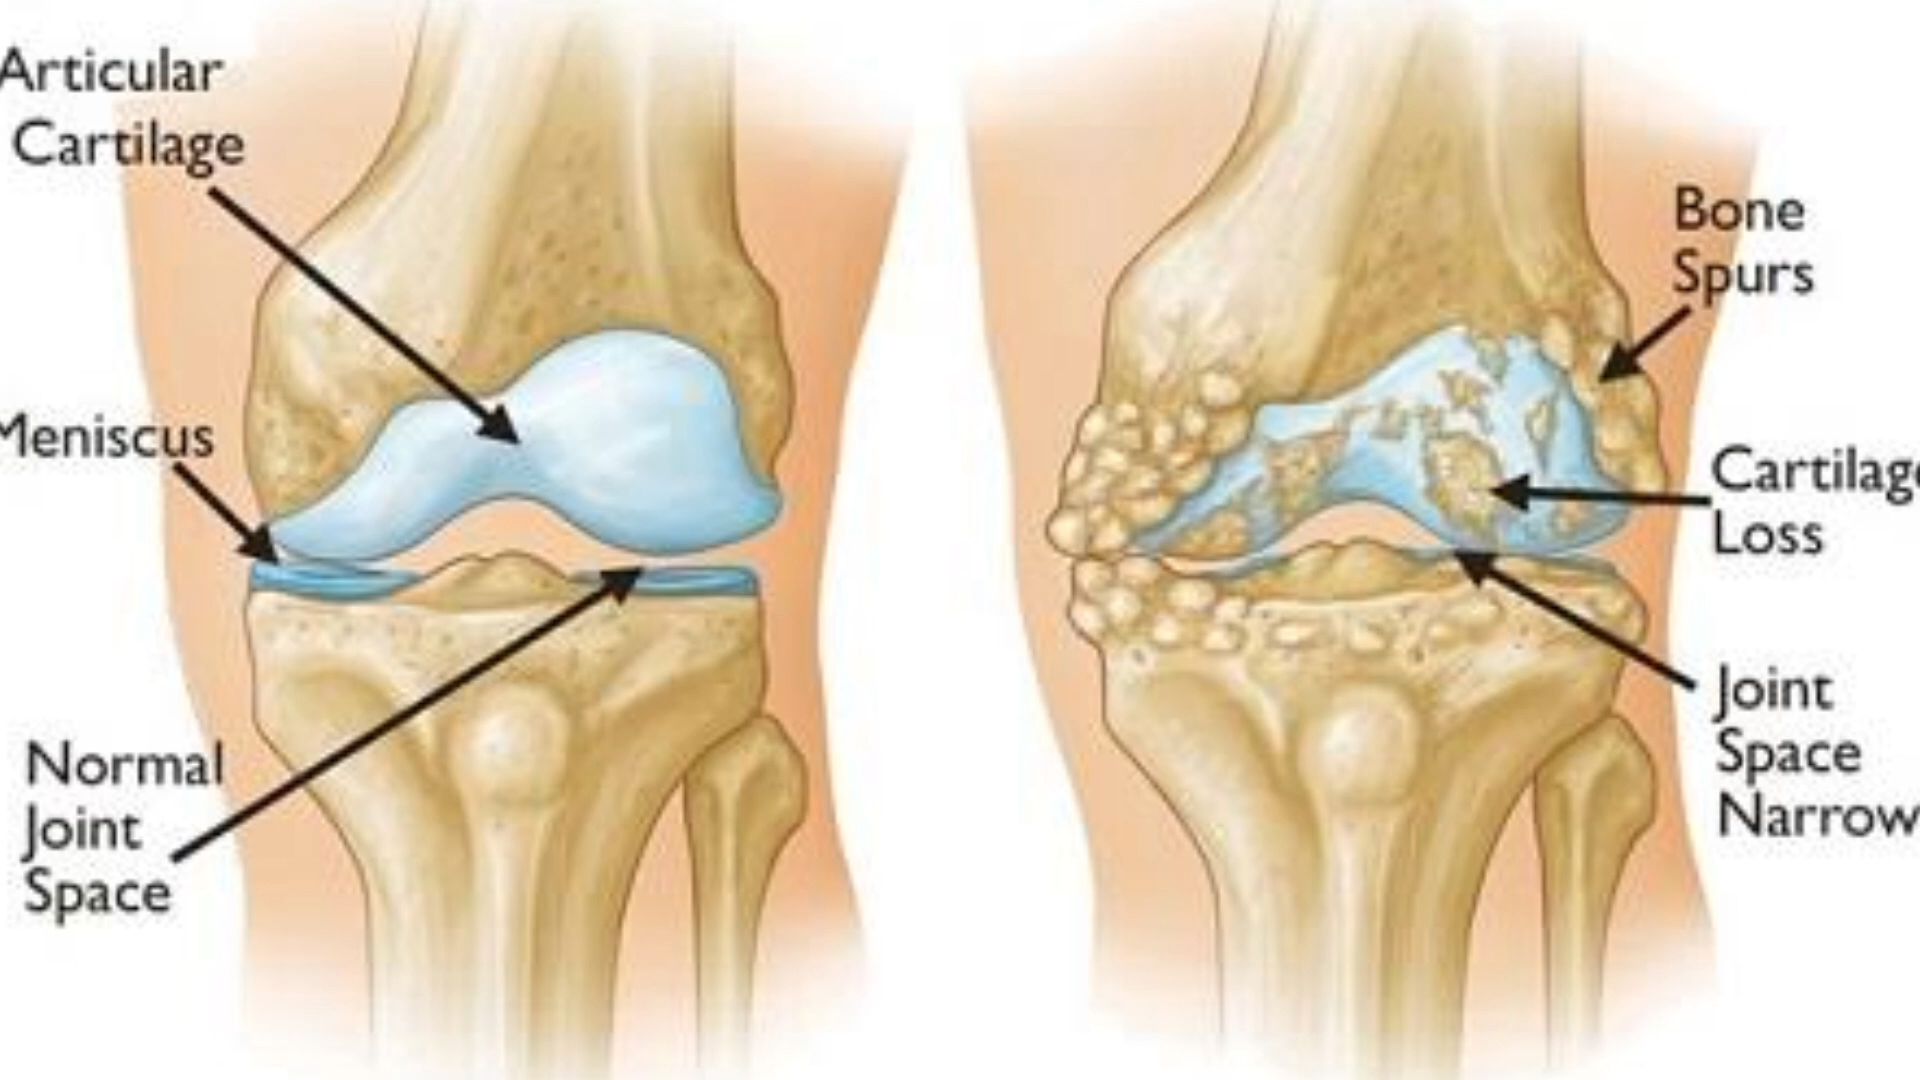 Articular
Cartilage
Meniscus
Normal
Joint
Space
Bone
Spurs
Cartilage
Loss
Joint
Space
Narrow